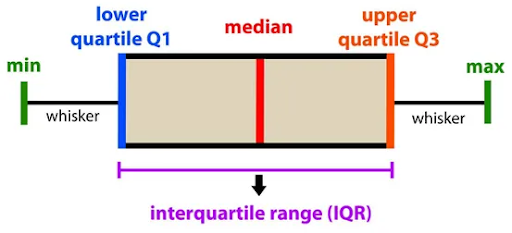 lower
quartile Q1
median
upper
quartile Q3
min
max
whisker
whisker
interquartile range (IQR)